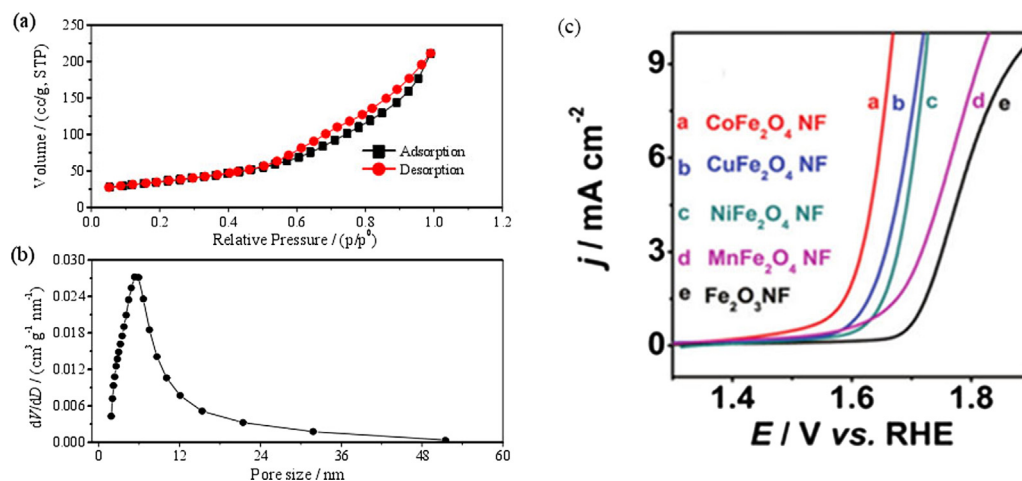 (a)
250
200
150
100
50
0
Volume / (cc/g, STP)
Adsorption
Desorption
0.0 0.2 0.4 0.6 0.8 1.0 1.2
Relative Pressure / (p/p⁰)
(b)
0.030
0.024
0.018
0.012
0.006
0.000
dV/dD / (cm³ g⁻¹ nm⁻¹)
0 12 24 36 48 60
Pore size / nm
(c)
9
6
3
0
j / mA cm⁻²
a b c d e
a CoFe₂O₄ NF
b CuFe₂O₄ NF
c NiFe₂O₄ NF
d MnFe₂O₄ NF
e Fe₂O₃NF
1.4 1.6 1.8
E / V vs. RHE